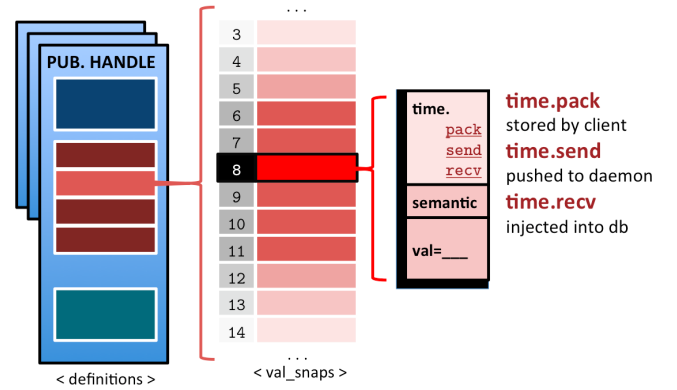 PUB. HANDLE
< definitions >
...
3
4
5
6
7
8
9
10
11
12
13
14
...
< val_snaps >
time.
pack
send
recv
semantic
val=___
time.pack
stored by client
time.send
pushed to daemon
time.recv
injected into db